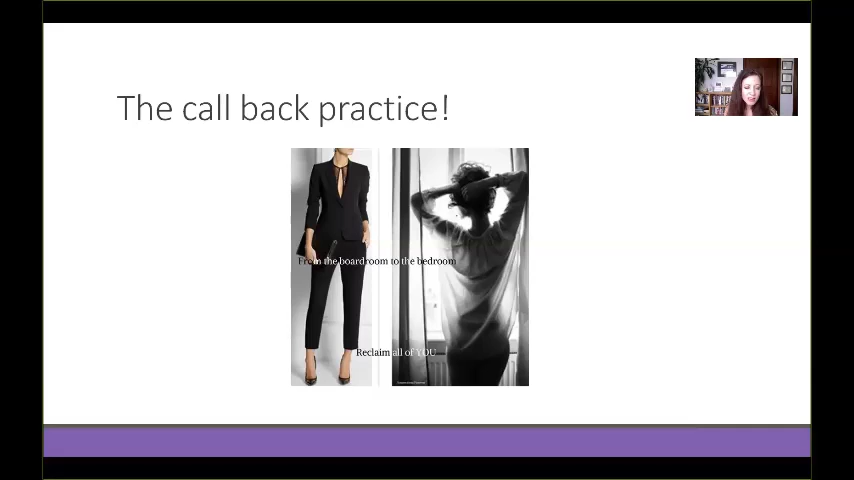 The call back practice!
From the boardroom to the bedroom
Reclaim all of YOU